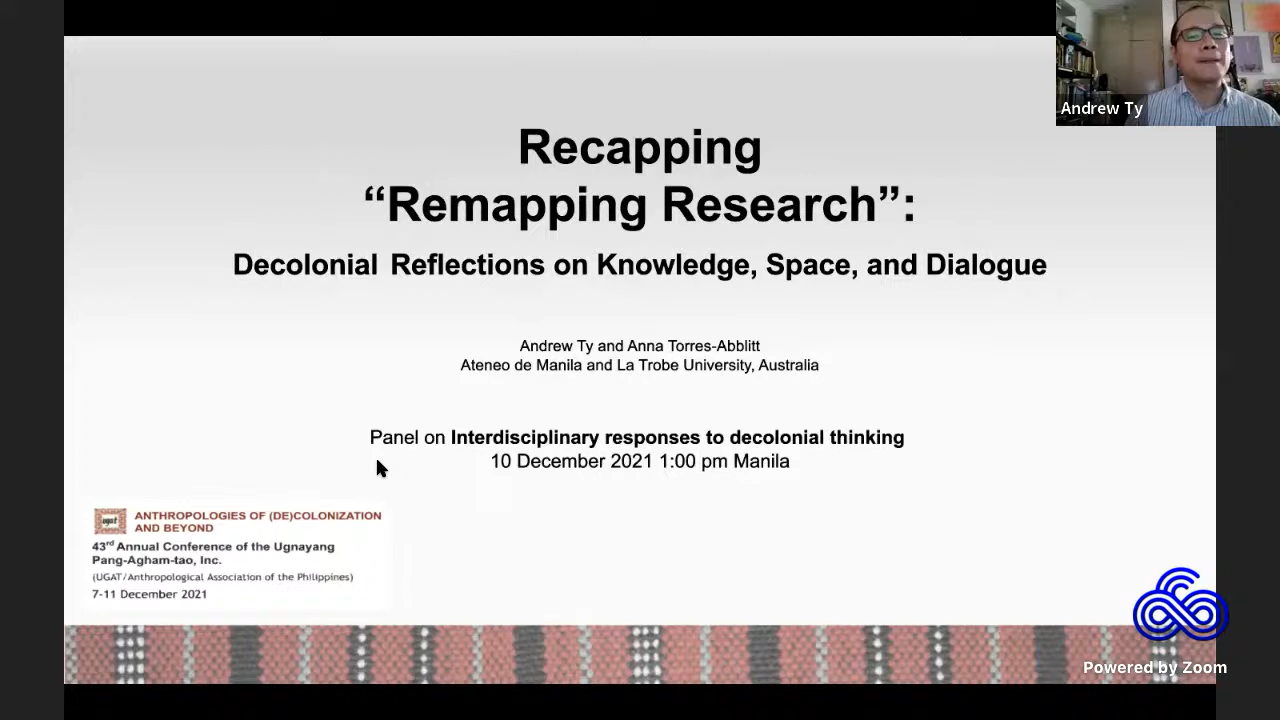 Andrew Ty
Recapping
“Remapping Research”:
Decolonial Reflections on Knowledge, Space, and Dialogue
Andrew Ty and Anna Torres-Abblitt
Ateneo de Manila and La Trobe University, Australia
Panel on Interdisciplinary responses to decolonial thinking
10 December 2021 1:00 pm Manila
ugat
ANTHROPOLOGIES OF (DE)COLONIZATION
AND BEYOND
43rd Annual Conference of the Ugnayang
Pang-Agham-tao, Inc.
(UGAT/Anthropological Association of the Philippines)
7-11 December 2021
Powered by Zoom